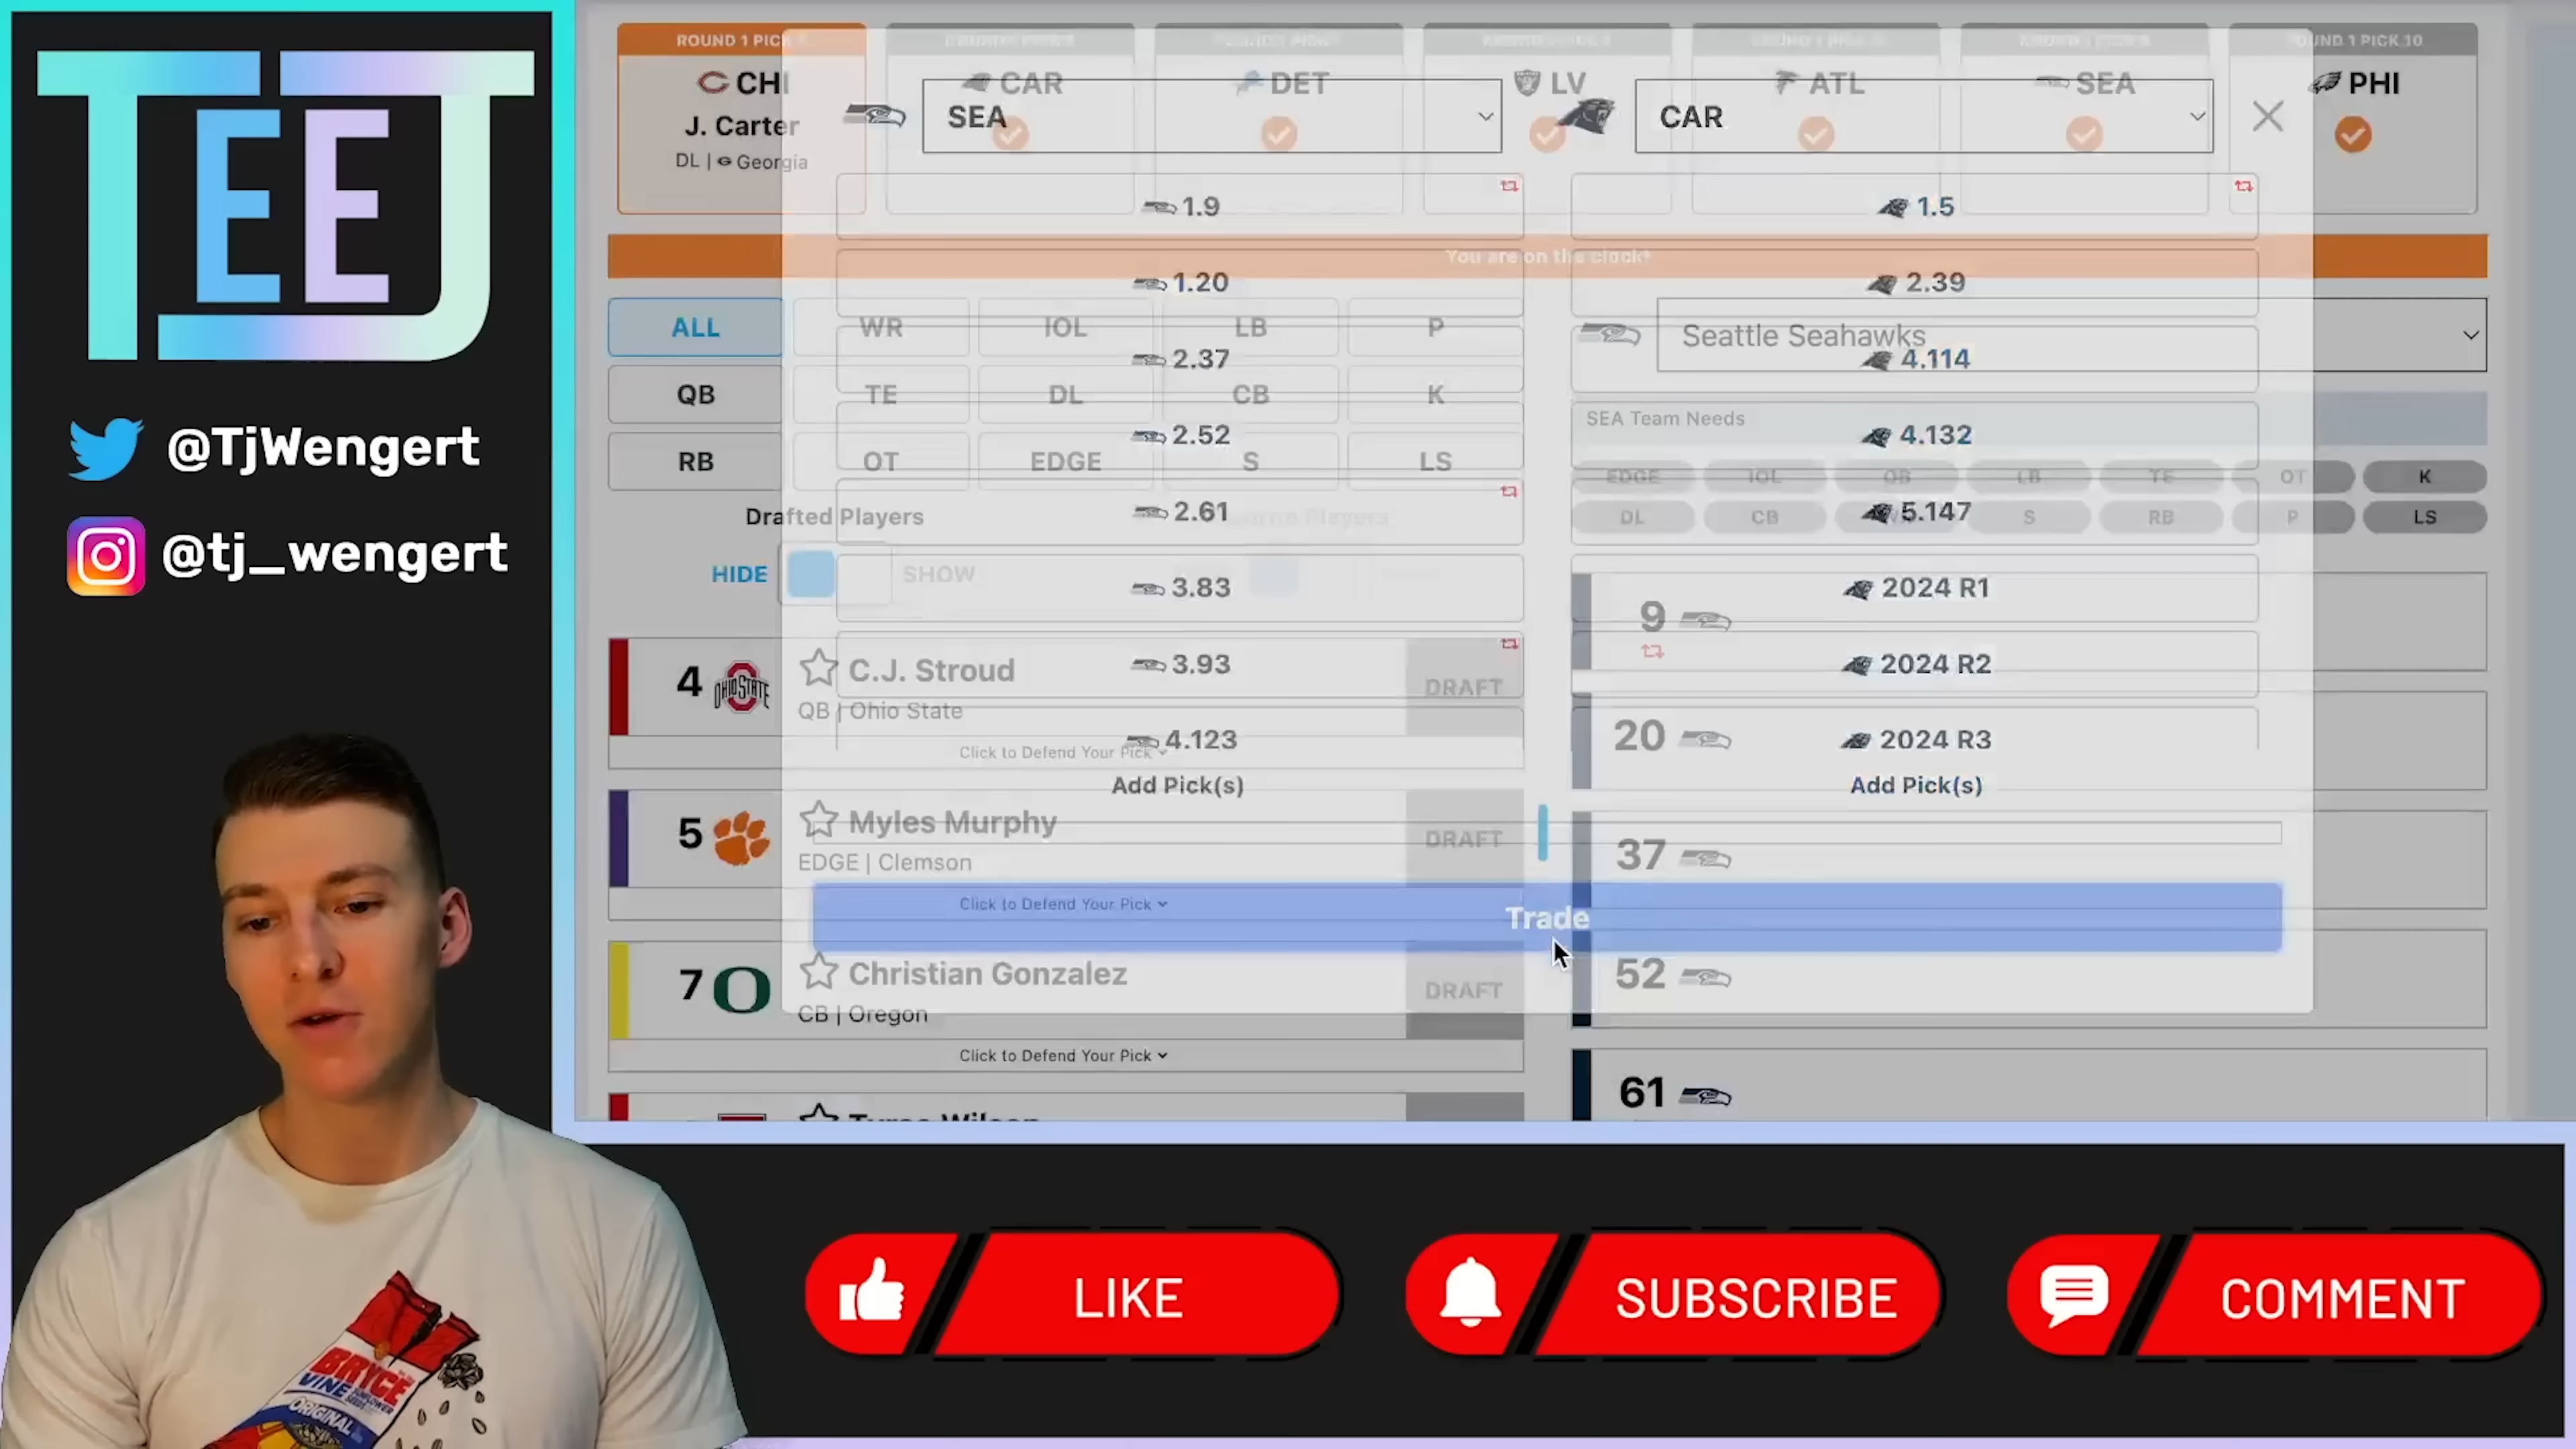 TEEJ
@TjWengert
@tj_wengert
ROUND 1 PICK
CHI
J. Carter
DL | Georgia
CAR
DET
LV
ATL
SEA
OUND 1 PICK 10
PHI
SEA
CAR
1.9
1.5
You are on the clock!
1.20
2.39
ALL
WR
IOL
LB
P
Seattle Seahawks
2.37
4.114
QB
TE
DL
CB
K
SEA Team Needs
2.52
4.132
RB
OT
EDGE
S
LS
EDGE
IOL
QB
LB
TE
OT
K
Drafted Players
2.61
5.147
DL
CB
S
RB
P
LS
HIDE
SHOW
3.83
2024 R1
9
4
OHIO STATE
C.J. Stroud
QB | Ohio State
DRAFT
3.93
2024 R2
Click to Defend Your Pick
4.123
2024 R3
20
Add Pick(s)
Add Pick(s)
5
Myles Murphy
EDGE | Clemson
DRAFT
37
Click to Defend Your Pick
Trade
7
Christian Gonzalez
CB | Oregon
DRAFT
52
Click to Defend Your Pick
61
LIKE
SUBSCRIBE
COMMENT
BRYCE
VINE
ORIGINAL